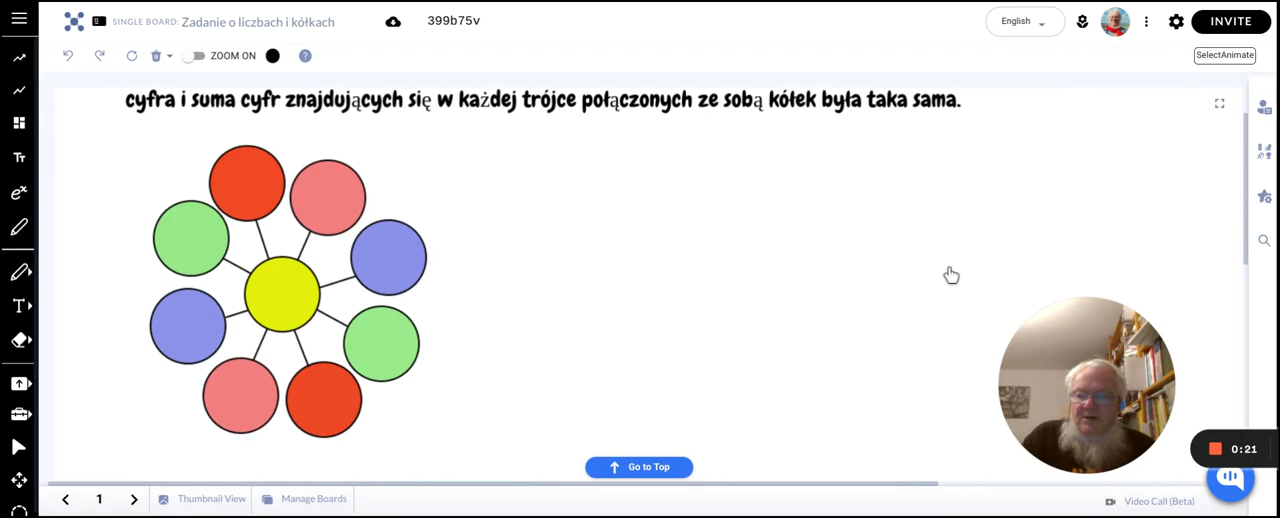 SINGLE BOARD: Zadanie o liczbach i kółkach
399b75v
English
INVITE
ZOOM ON
?
SelectAnimate
cyfra i suma cyfr znajdujących się w każdej trójce połączonych ze sobą kółek była taka sama.
Tt
eˣ
T
Go to Top
0:21
1
Thumbnail View
Manage Boards
Video Call (Beta)